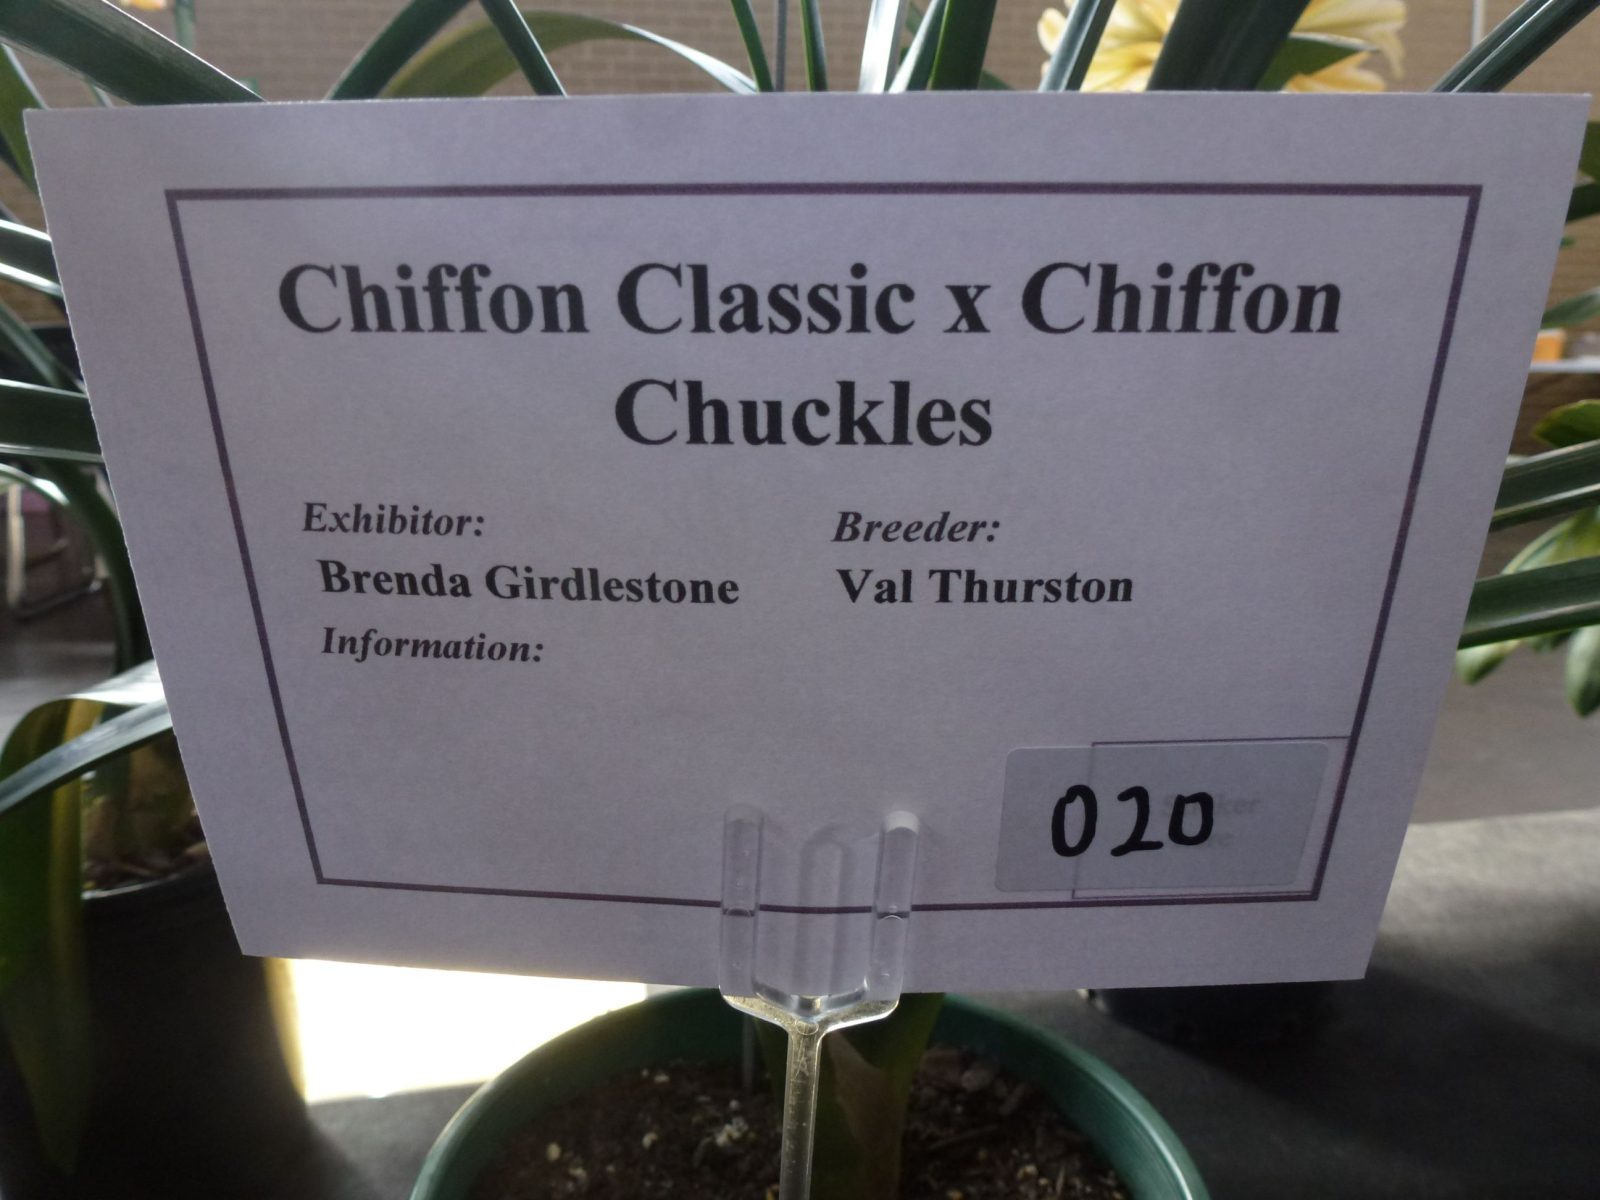 Chiffon Classic x Chiffon
Chuckles
Exhibitor:
Breeder:
Brenda Girdlestone
Val Thurston
Information:
020